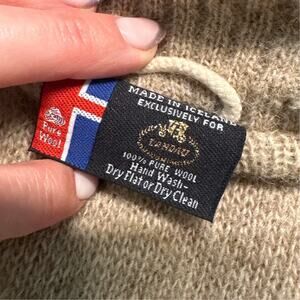 Pure
Wool
MADE IN ICELAND
EXCLUSIVELY FOR
LANDAU
100% PURE WOOL
Hand Wash-
Dry Flat or Dry Clean